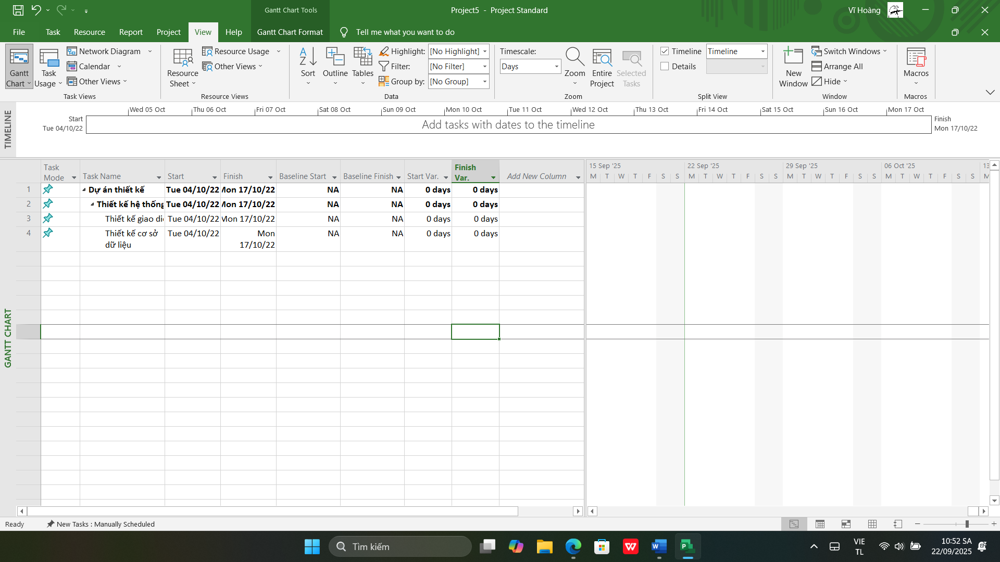 Gantt Chart Tools
Project5 - Project Standard
Vĩ Hoàng
File Task Resource Report Project View Help Gantt Chart Format Tell me what you want to do
Gantt Chart
Task Usage
Network Diagram
Calendar
Other Views
Task Views
Resource Sheet
Resource Usage
Other Views
Resource Views
Sort
Outline
Tables
Highlight: [No Highlight]
Filter: [No Filter]
Group by: [No Group]
Data
Timescale:
Days
Zoom
Entire Project
Selected Tasks
Zoom
Timeline Timeline
Details
Split View
New Window
Switch Windows
Arrange All
Hide
Window
Macros
Macros
TIMELINE
Wed 05 Oct Thu 06 Oct Fri 07 Oct Sat 08 Oct Sun 09 Oct Mon 10 Oct Tue 11 Oct Wed 12 Oct Thu 13 Oct Fri 14 Oct Sat 15 Oct Sun 16 Oct Mon 17 Oct
Start
Tue 04/10/22
Add tasks with dates to the timeline
Finish
Mon 17/10/22
GANTT CHART
Task Mode Task Name Start Finish Baseline Start Baseline Finish Start Var. Finish Var. Add New Column
1 Dự án thiết kế Tue 04/10/22 Mon 17/10/22 NA NA 0 days 0 days
2 Thiết kế hệ thống Tue 04/10/22 Mon 17/10/22 NA NA 0 days 0 days
3 Thiết kế giao di Tue 04/10/22 Mon 17/10/22 NA NA 0 days 0 days
4 Thiết kế cơ sở dữ liệu Tue 04/10/22 Mon 17/10/22 NA NA 0 days 0 days
15 Sep '25 22 Sep '25 29 Sep '25 06 Oct '25 13
M T W T F S S M T W T F S S M T W T F S S M T W T F S S M
Ready New Tasks : Manually Scheduled
Tìm kiếm
VIE
TL
10:52 SA
22/09/2025